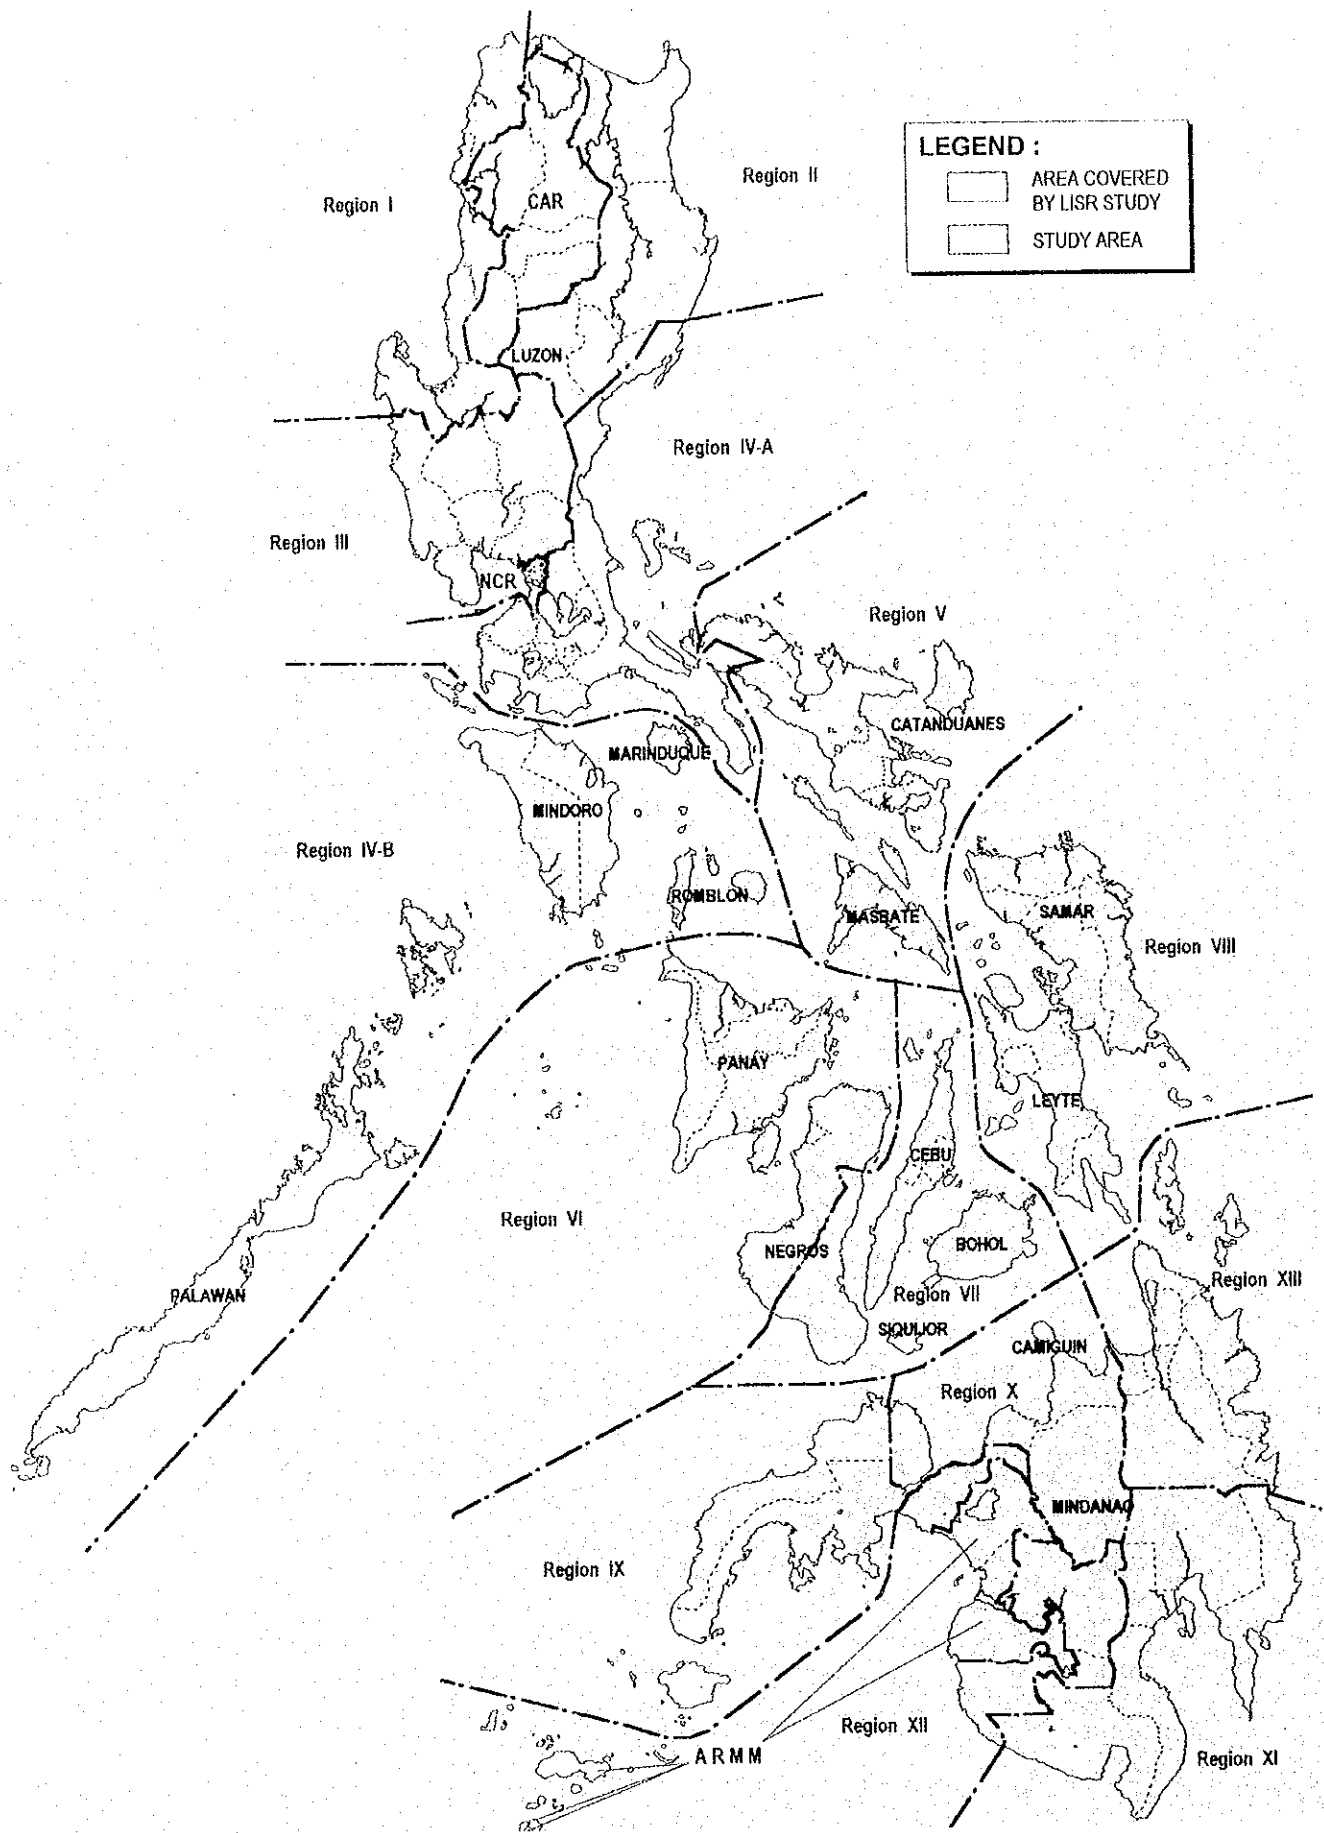 LEGEND :
AREA COVERED
BY LISR STUDY
STUDY AREA
Region II
Region I
CAR
LUZON
Region IV-A
Region III
NCR
Region V
CATANDUANES
MARINDUQUE
MINDORO
Region IV-B
ROMBLON
MASBATE
SAMAR
Region VIII
PANAY
LEYTE
CEBU
Region VI
NEGROS
BOHOL
Region XIII
PALAWAN
Region VII
SIQUIJOR
CAMIGUIN
Region X
MINDANAO
Region IX
Region XII
ARMM
Region XI